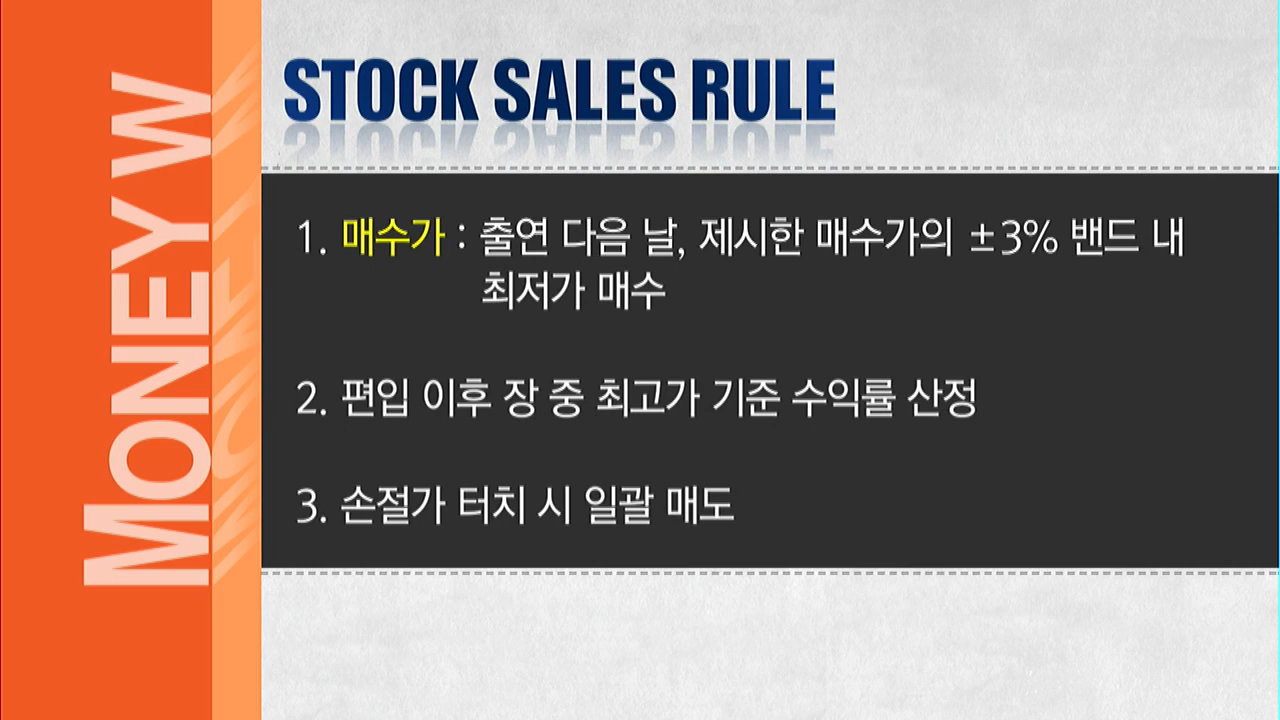 MONEY W
STOCK SALES RULE
1. 매수가 : 출연 다음 날, 제시한 매수가의 ±3% 밴드 내
최저가 매수
2. 편입 이후 장 중 최고가 기준 수익률 산정
3. 손절가 터치 시 일괄 매도